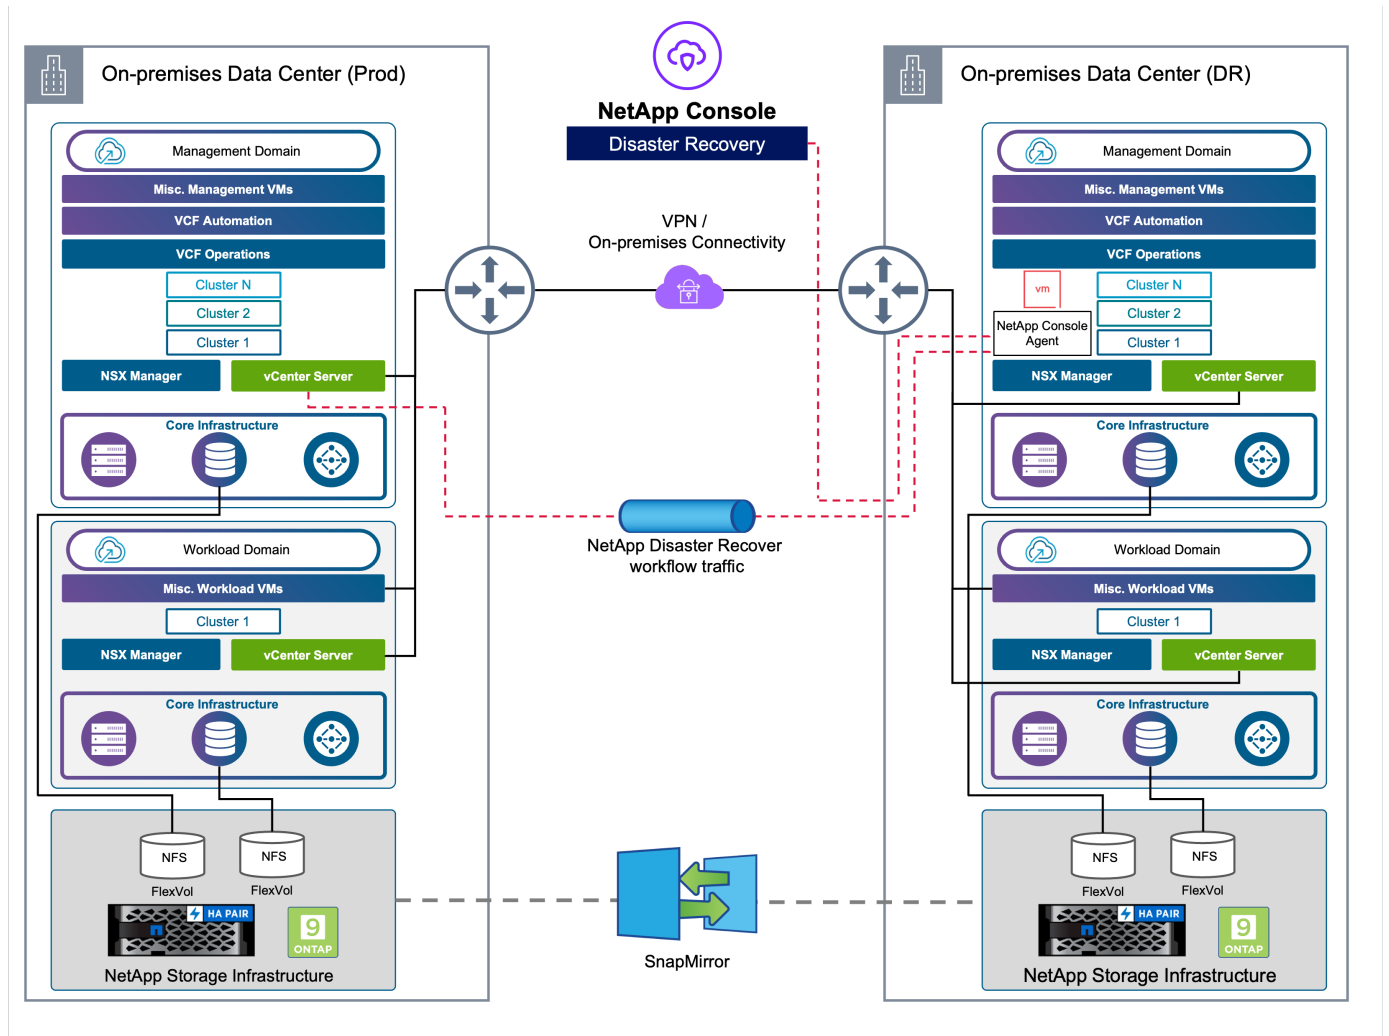 On-premises Data Center (Prod)
Management Domain
Misc. Management VMs
VCF Automation
VCF Operations
Cluster N
Cluster 2
Cluster 1
NSX Manager
vCenter Server
Core Infrastructure
Workload Domain
Misc. Workload VMs
Cluster 1
NSX Manager
vCenter Server
Core Infrastructure
NFS
NFS
FlexVol
FlexVol
HA PAIR
9
ONTAP
NetApp Storage Infrastructure
NetApp Console
Disaster Recovery
VPN /
On-premises Connectivity
NetApp Disaster Recover
workflow traffic
SnapMirror
On-premises Data Center (DR)
Management Domain
Misc. Management VMs
VCF Automation
VCF Operations
vm
NetApp Console
Agent
Cluster N
Cluster 2
Cluster 1
NSX Manager
vCenter Server
Core Infrastructure
Workload Domain
Misc. Workload VMs
Cluster 1
NSX Manager
vCenter Server
Core Infrastructure
NFS
NFS
FlexVol
FlexVol
HA PAIR
9
ONTAP
NetApp Storage Infrastructure